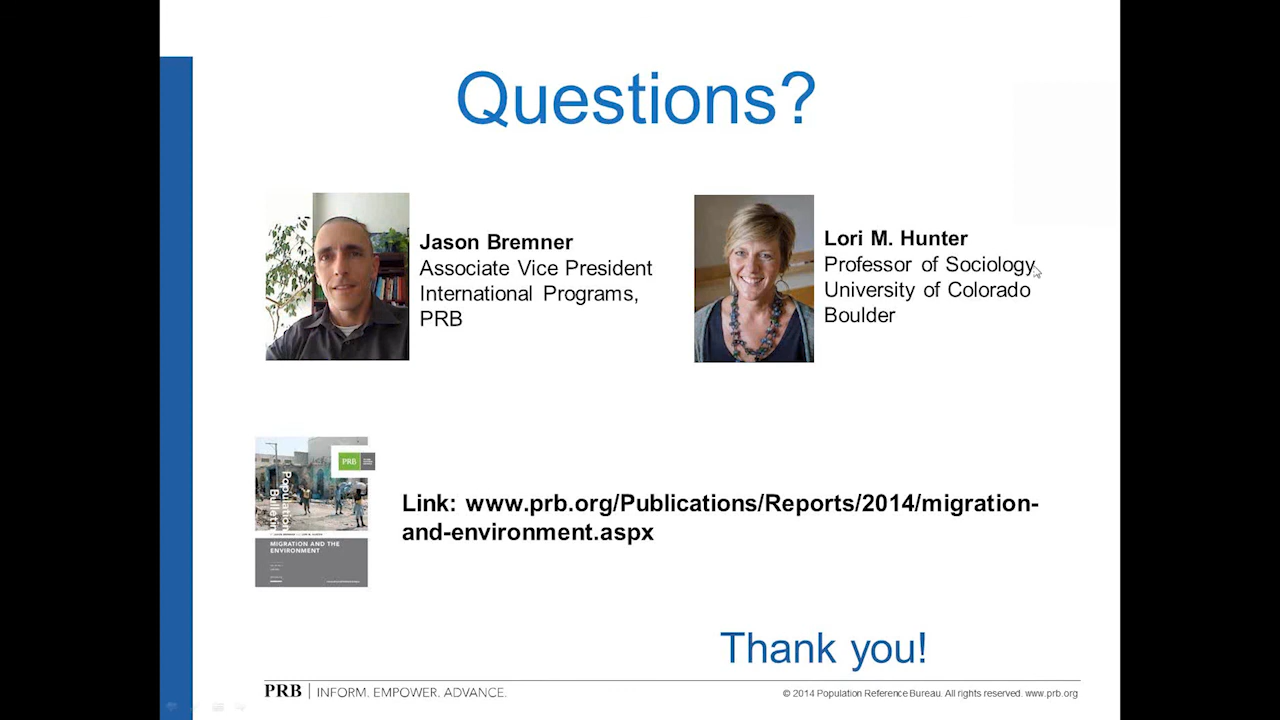 Questions?
Jason Bremner
Associate Vice President
International Programs,
PRB
Lori M. Hunter
Professor of Sociology
University of Colorado
Boulder
PRB
Population
Bulletin
MIGRATION AND THE
ENVIRONMENT
Link: www.prb.org/Publications/Reports/2014/migration-
and-environment.aspx
Thank you!
PRB | INFORM. EMPOWER. ADVANCE.
© 2014 Population Reference Bureau. All rights reserved. www.prb.org